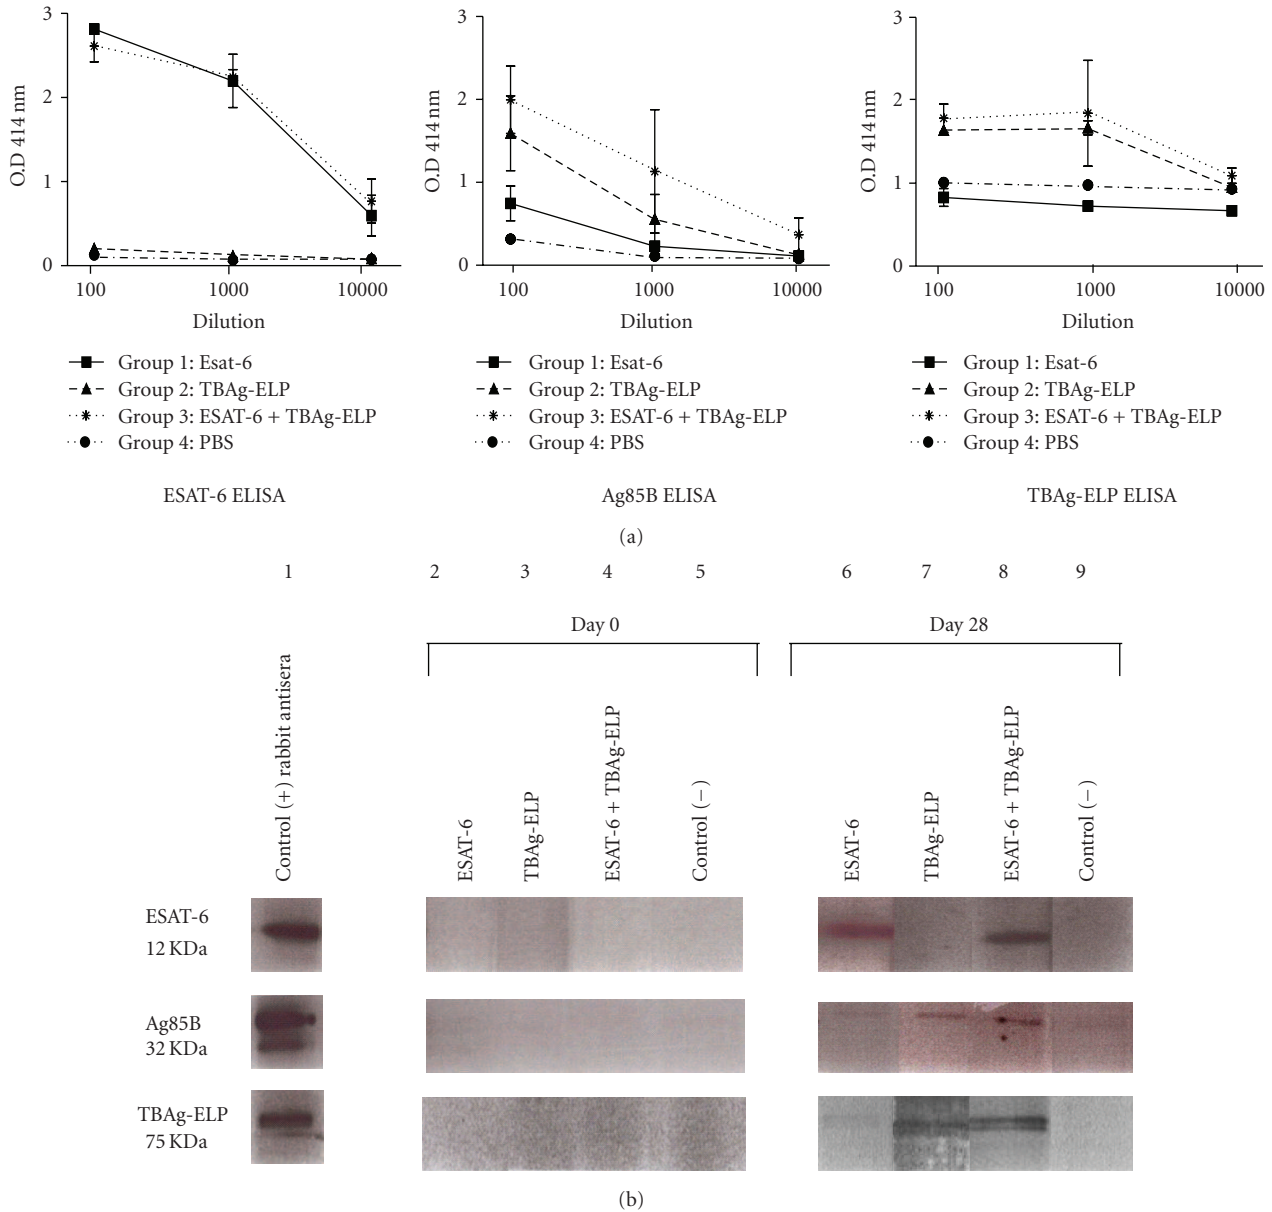 3
2
1
0
O.D 414 nm
100
1000
10000
Dilution
Group 1: Esat-6
Group 2: TBAg-ELP
Group 3: ESAT-6 + TBAg-ELP
Group 4: PBS
ESAT-6 ELISA
3
2
1
0
O.D 414 nm
100
1000
10000
Dilution
Group 1: Esat-6
Group 2: TBAg-ELP
Group 3: ESAT-6 + TBAg-ELP
Group 4: PBS
Ag85B ELISA
3
2
1
0
O.D 414 nm
100
1000
10000
Dilution
Group 1: Esat-6
Group 2: TBAg-ELP
Group 3: ESAT-6 + TBAg-ELP
Group 4: PBS
TBAg-ELP ELISA
(a)
1 2 3 4 5 6 7 8 9
Day 0
Day 28
Control (+) rabbit antisera
ESAT-6
TBAg-ELP
ESAT-6 + TBAg-ELP
Control (−)
ESAT-6
TBAg-ELP
ESAT-6 + TBAg-ELP
Control (−)
ESAT-6
12 KDa
Ag85B
32 KDa
TBAg-ELP
75 KDa
(b)